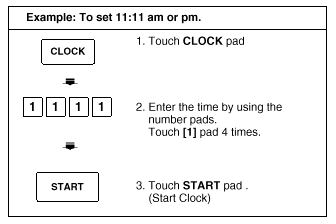 Example: To set 11:11 am or pm.
CLOCK
1. Touch CLOCK pad
1 1 1 1
2. Enter the time by using the
number pads.
Touch [1] pad 4 times.
START
3. Touch START pad .
(Start Clock)